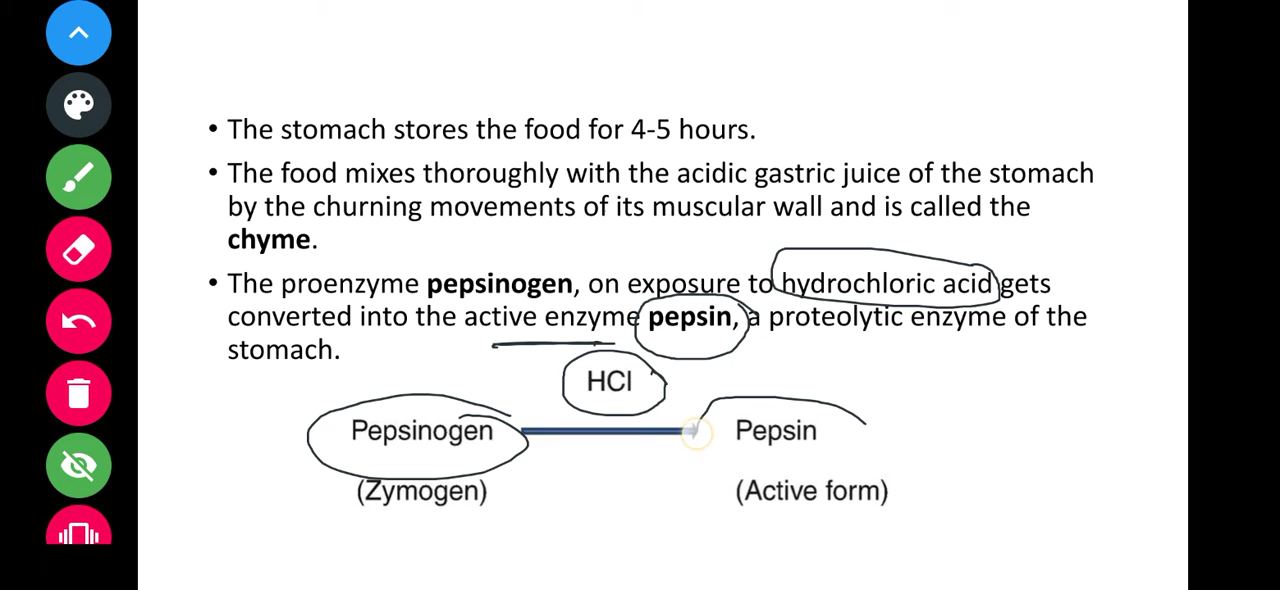 • The stomach stores the food for 4-5 hours.
• The food mixes thoroughly with the acidic gastric juice of the stomach
by the churning movements of its muscular wall and is called the
chyme.
• The proenzyme pepsinogen, on exposure to hydrochloric acid gets
converted into the active enzyme pepsin, a proteolytic enzyme of the
stomach.
HCl
Pepsinogen Pepsin
(Zymogen) (Active form)